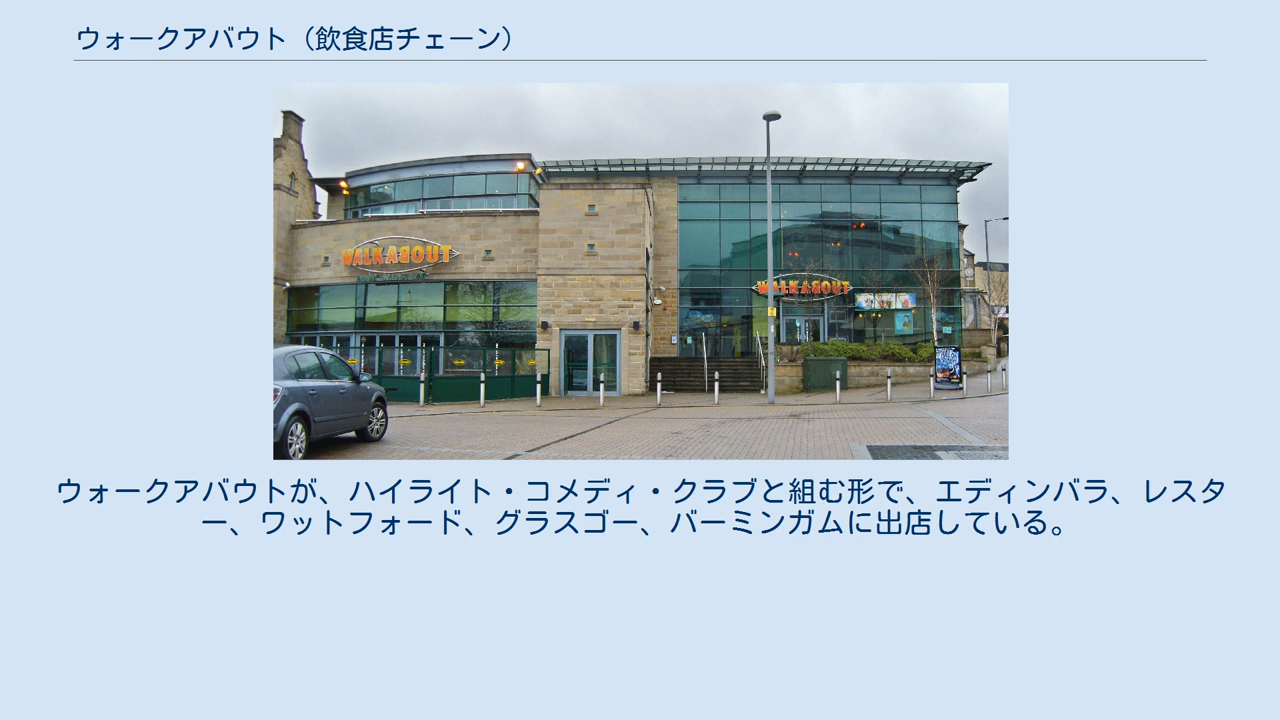 ウォークアバウト（飲食店チェーン）
WALKABOUT
WALKABOUT
ウォークアバウトが、ハイライト・コメディ・クラブと組む形で、エディンバラ、レスタ
ー、ワットフォード、グラスゴー、バーミンガムに出店している。